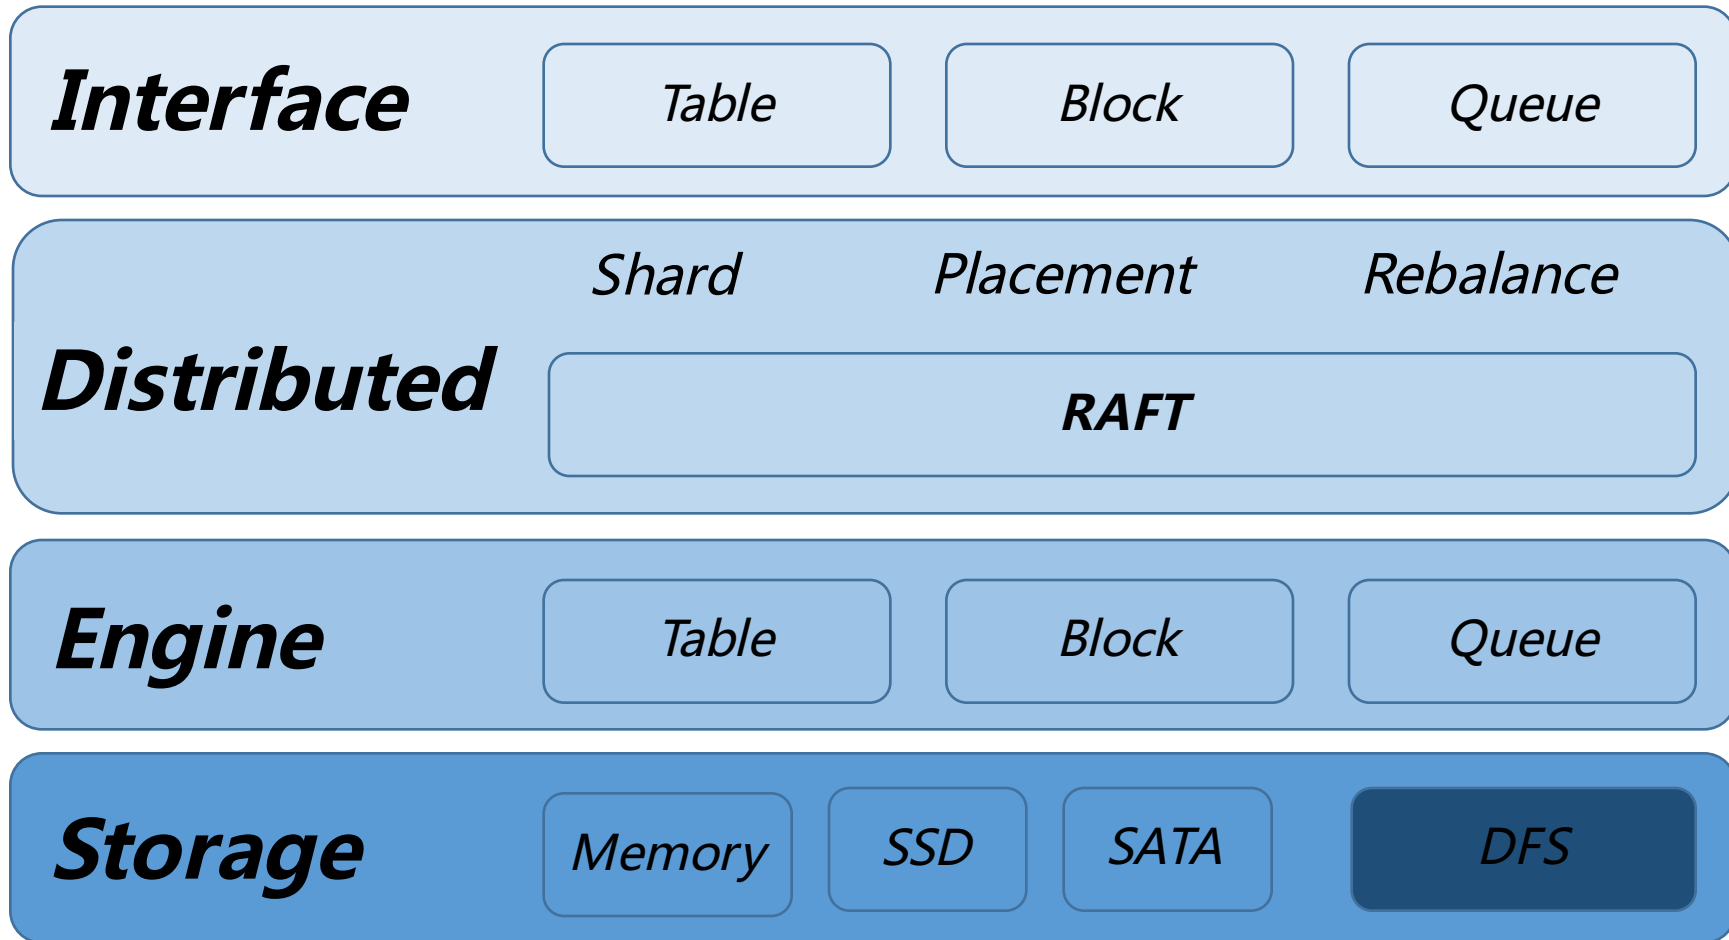 Interface
Table
Block
Queue
Shard
Placement
Rebalance
Distributed
RAFT
Engine
Table
Block
Queue
Storage
Memory
SSD
SATA
DFS